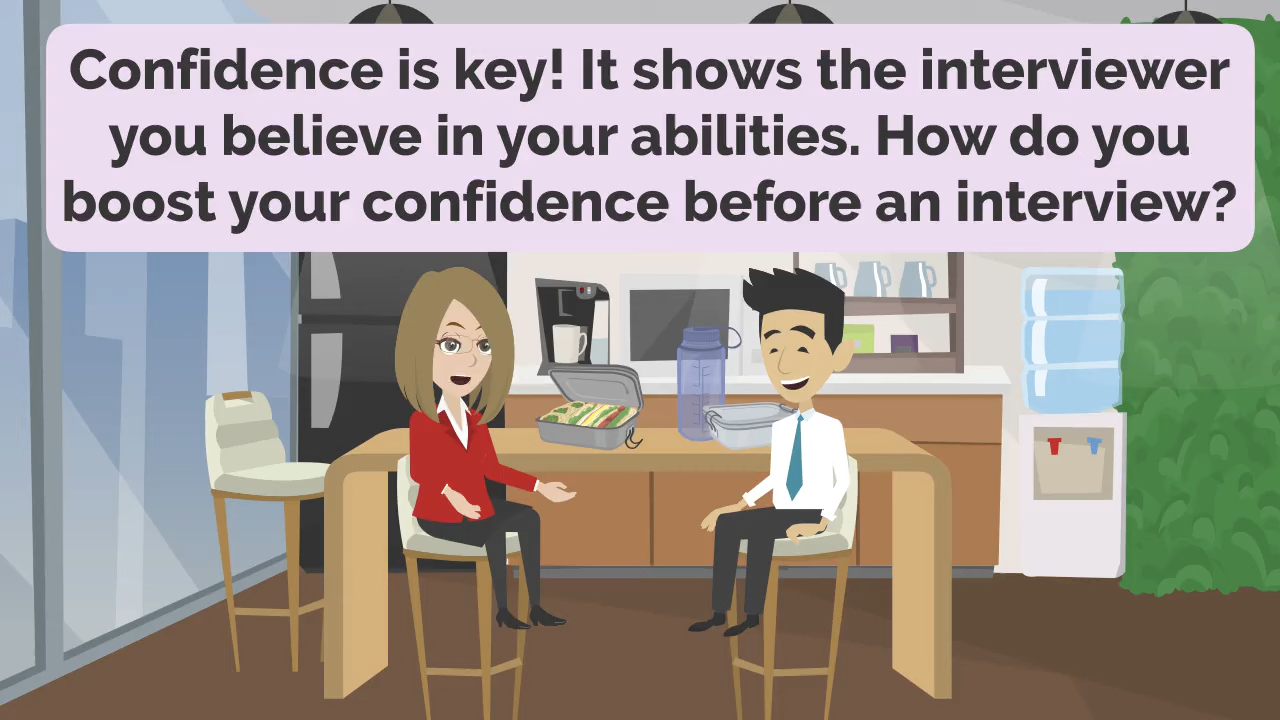 Confidence is key! It shows the interviewer
you believe in your abilities. How do you
boost your confidence before an interview?